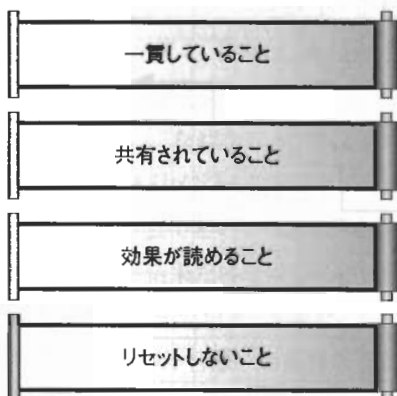 一貫していること
共有されていること
効果が読めること
リセットしないこと